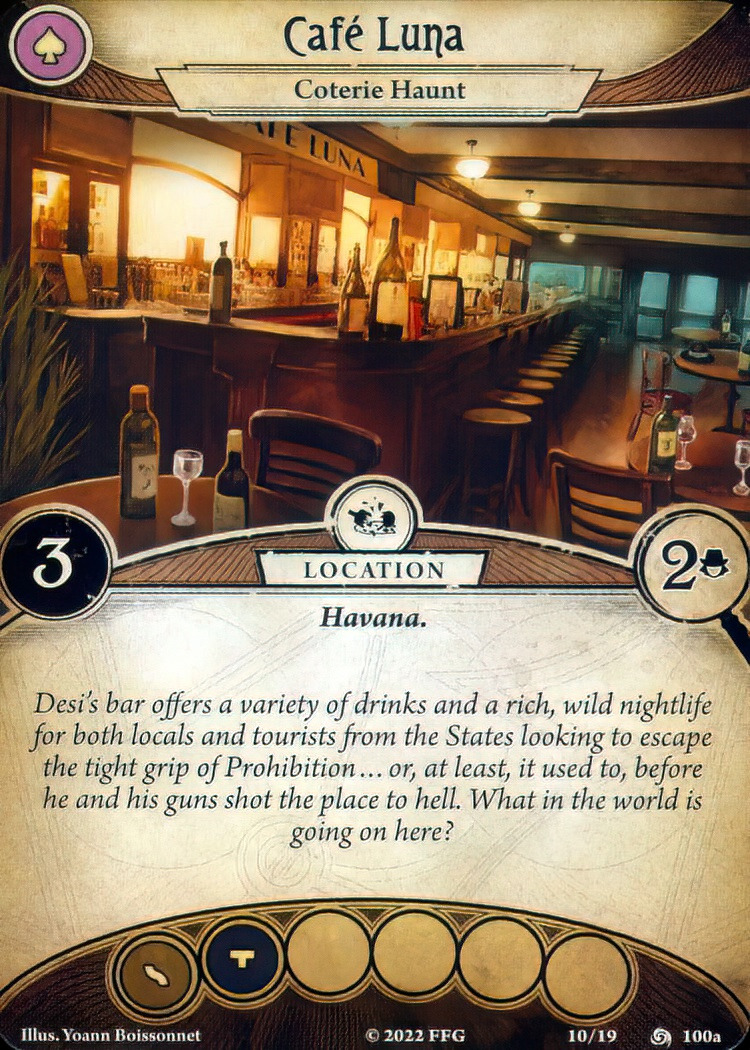 Café Luna
Coterie Haunt
AFE LUNA
3
LOCATION
2
Havana.
Desi's bar offers a variety of drinks and a rich, wild nightlife
for both locals and tourists from the States looking to escape
the tight grip of Prohibition... or, at least, it used to, before
he and his guns shot the place to hell. What in the world is
going on here?
Illus. Yoann Boissonnet
© 2022 FFG
10/19
100a